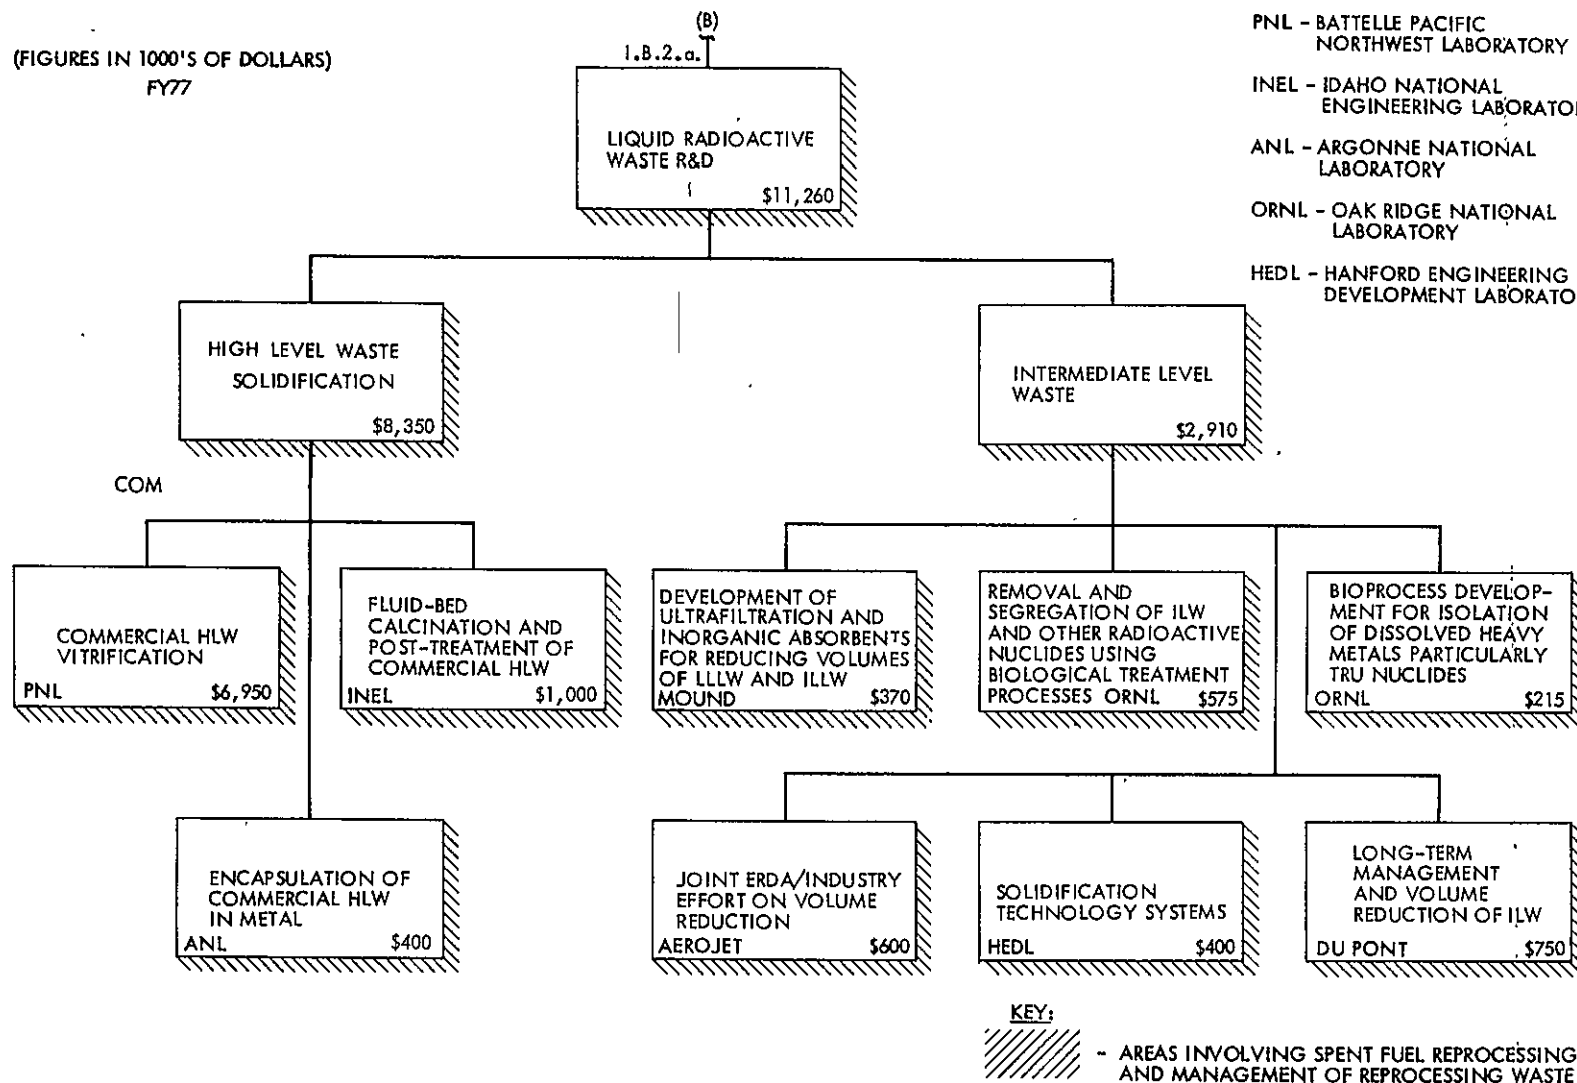 (FIGURES IN 1000'S OF DOLLARS)
FY77
(B)
1.B.2.a.
LIQUID RADIOACTIVE
WASTE R&D
$11,260
PNL - BATTELLE PACIFIC
NORTHWEST LABORATORY
INEL - IDAHO NATIONAL
ENGINEERING LABORATO
ANL - ARGONNE NATIONAL
LABORATORY
ORNL - OAK RIDGE NATIONAL
LABORATORY
HEDL - HANFORD ENGINEERING
DEVELOPMENT LABORATO
HIGH LEVEL WASTE
SOLIDIFICATION
$8,350
INTERMEDIATE LEVEL
WASTE
$2,910
COM
COMMERCIAL HLW
VITRIFICATION
PNL $6,950
FLUID-BED
CALCINATION AND
POST-TREATMENT OF
COMMERCIAL HLW
INEL $1,000
DEVELOPMENT OF
ULTRAFILTRATION AND
INORGANIC ABSORBENTS
FOR REDUCING VOLUMES
OF LLLW AND ILLW
MOUND $370
REMOVAL AND
SEGREGATION OF ILW
AND OTHER RADIOACTIVE
NUCLIDES USING
BIOLOGICAL TREATMENT
PROCESSES ORNL $575
BIOPROCESS DEVELOP-
MENT FOR ISOLATION
OF DISSOLVED HEAVY
METALS PARTICULARLY
TRU NUCLIDES
ORNL $215
ENCAPSULATION OF
COMMERCIAL HLW
IN METAL
ANL $400
JOINT ERDA/INDUSTRY
EFFORT ON VOLUME
REDUCTION
AEROJET $600
SOLIDIFICATION
TECHNOLOGY SYSTEMS
HEDL $400
LONG-TERM
MANAGEMENT
AND VOLUME
REDUCTION OF ILW
DU PONT $750
KEY:
- AREAS INVOLVING SPENT FUEL REPROCESSING
AND MANAGEMENT OF REPROCESSING WASTE